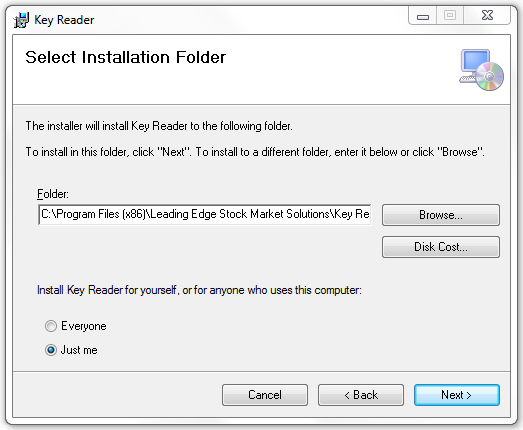 Key Reader
Select Installation Folder
The installer will install Key Reader to the following folder.
To install in this folder, click "Next". To install to a different folder, enter it below or click "Browse".
Folder:
C:\Program Files (x86)\Leading Edge Stock Market Solutions\Key Re
Browse...
Disk Cost...
Install Key Reader for yourself, or for anyone who uses this computer:
Everyone
Just me
Cancel
< Back
Next >